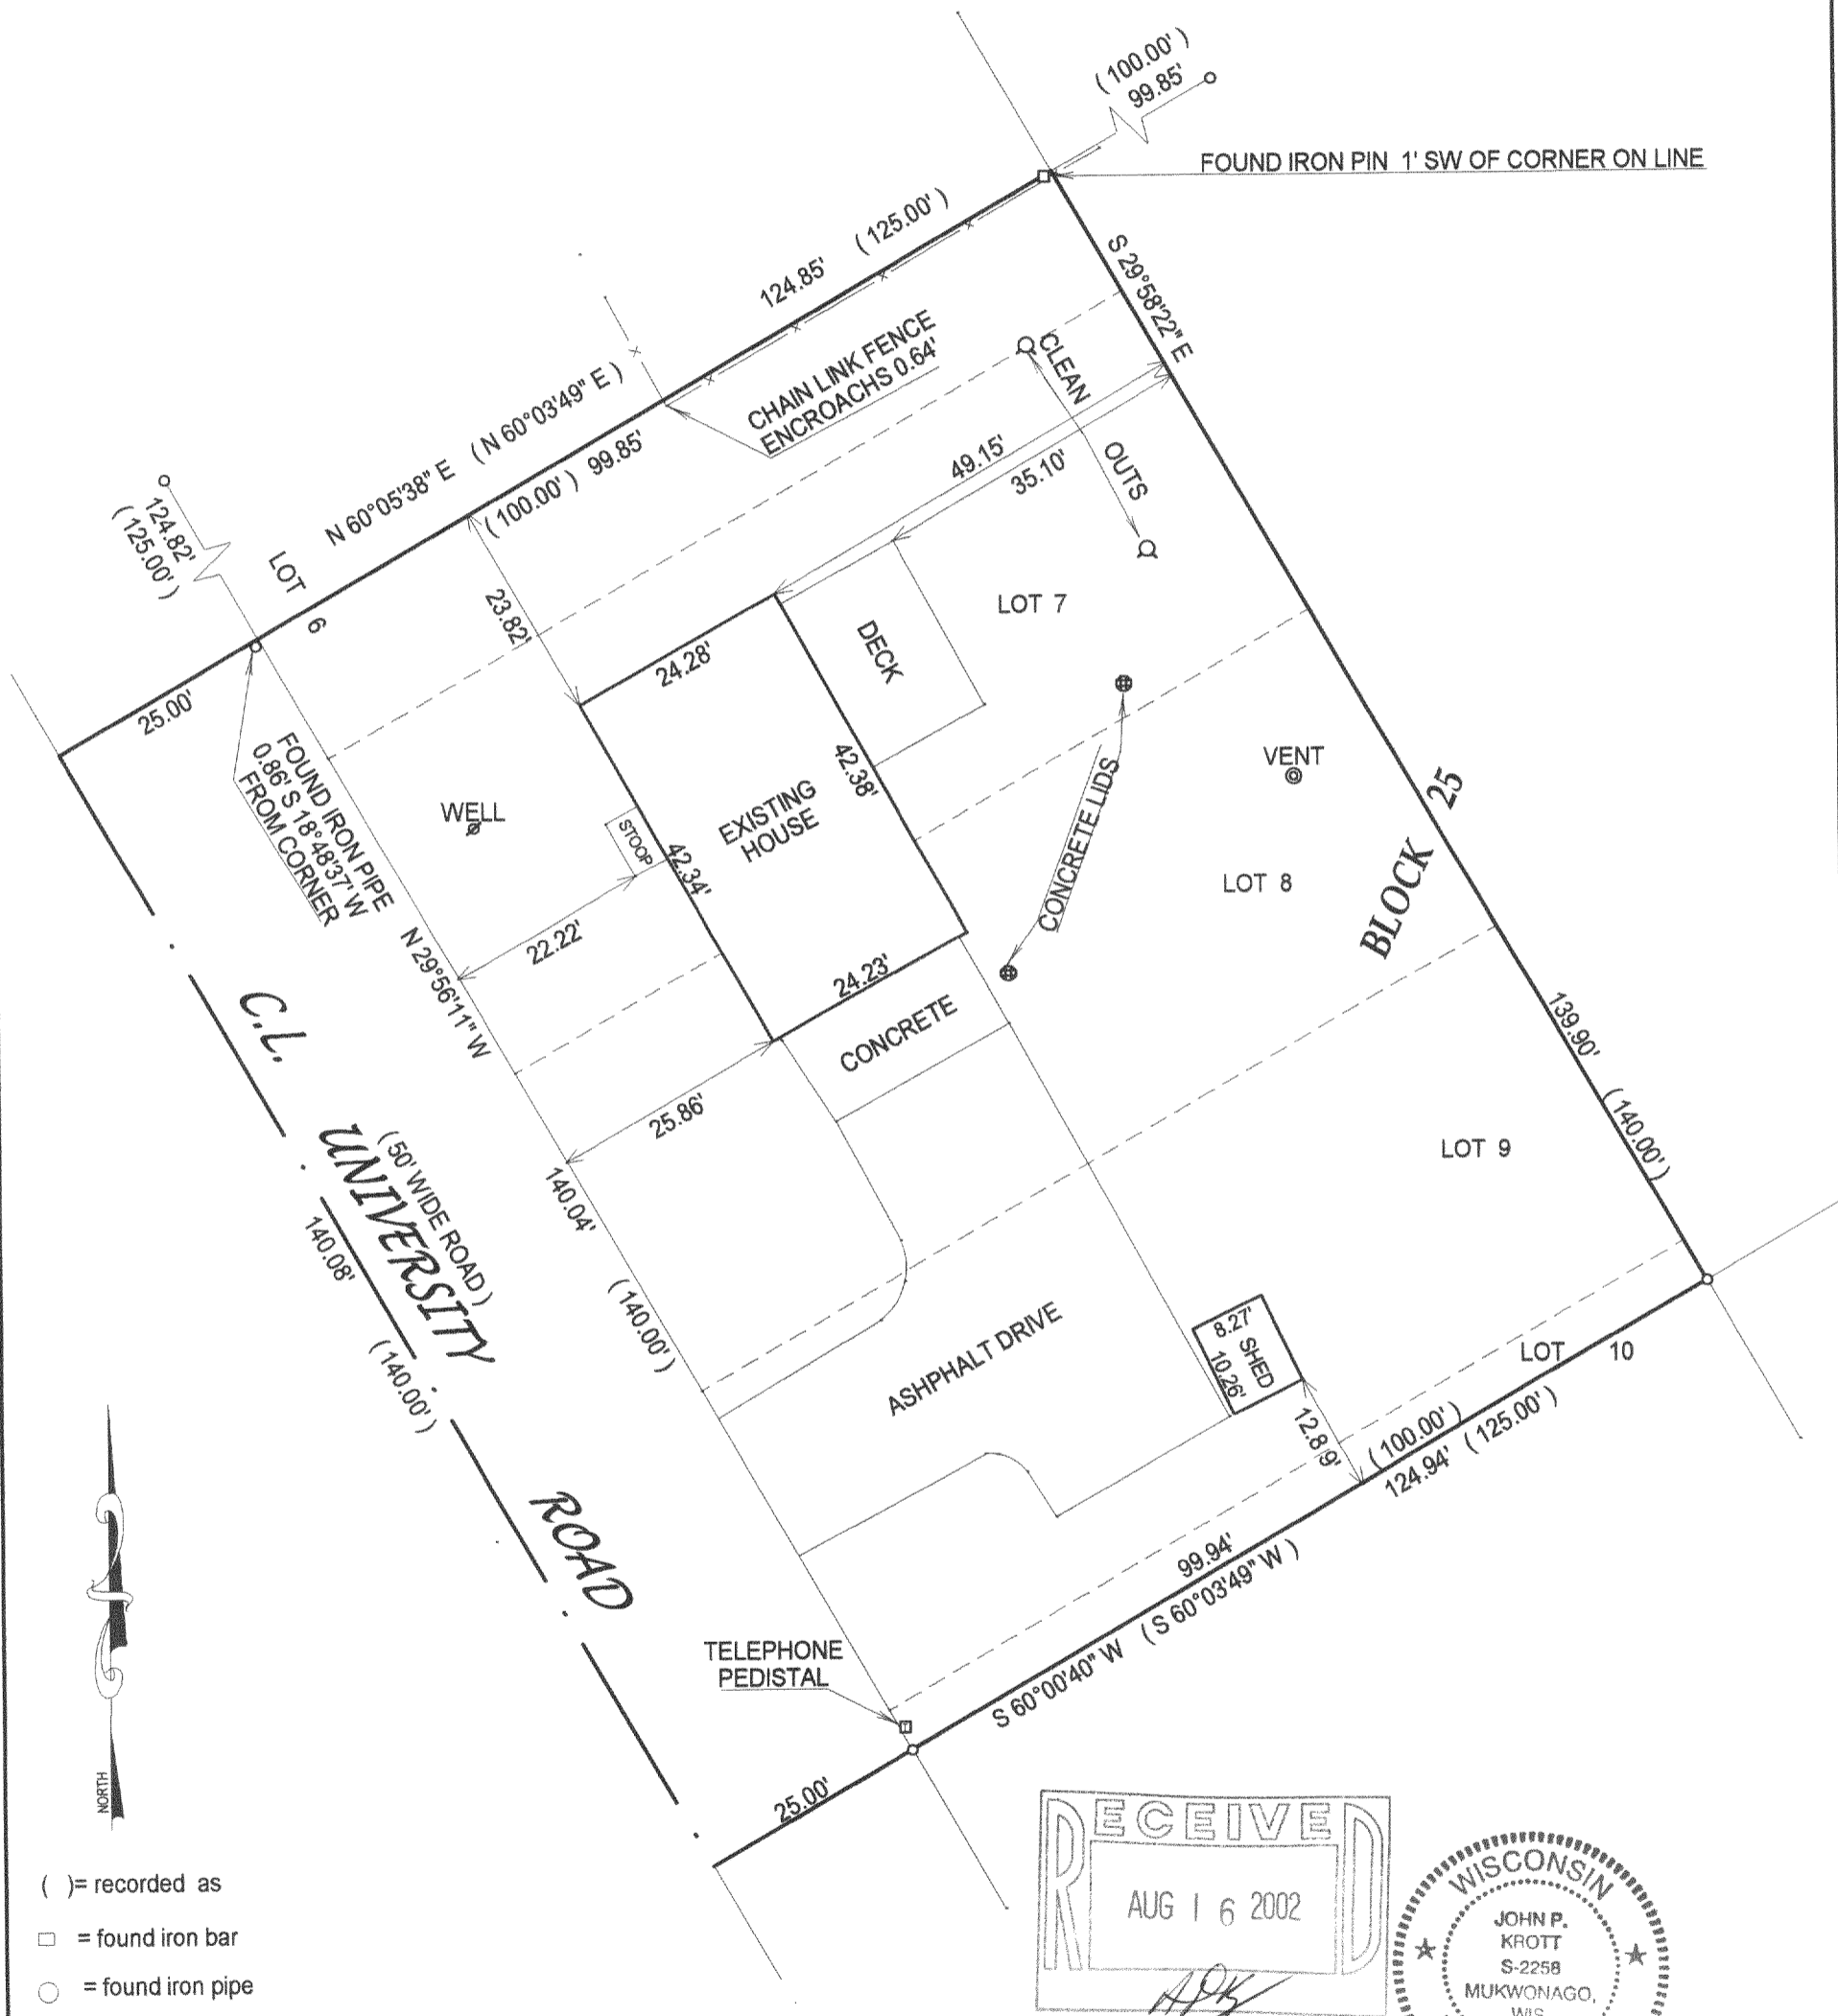 (100.00')
99.85'
FOUND IRON PIN 1' SW OF CORNER ON LINE
124.85' (125.00')
S 29°58'22" E
CHAIN LINK FENCE
ENCROACHS 0.64'
CLEAN
OUTS
N 60°05'38" E (N 60°03'49" E)
(100.00') 99.85'
49.15'
35.10'
124.82'
(125.00')
LOT
6
23.82'
LOT 7
DECK
24.28'
25.00'
FOUND IRON PIPE
0.86' S 18°48'37" W
FROM CORNER
WELL
STOOP
EXISTING
HOUSE
42.38'
42.34'
VENT
CONCRETE LIDS
BLOCK 25
LOT 8
22.22'
N 29°56'11" W
24.23'
CONCRETE
139.90'
(140.00')
C.L. UNIVERSITY ROAD
(50' WIDE ROAD)
25.86'
140.04'
(140.00')
140.08'
(140.00')
LOT 9
ASHPHALT DRIVE
8.27'
SHED
10.26'
12.89'
LOT 10
(100.00')
124.94' (125.00')
99.94'
S 60°00'40" W (S 60°03'49" W)
TELEPHONE
PEDISTAL
25.00'
NORTH
( )= recorded as
= found iron bar
= found iron pipe
RECEIVED
AUG 16 2002
WISCONSIN
JOHN P.
KROTT
S-2258
MUKWONAGO,
WIS.